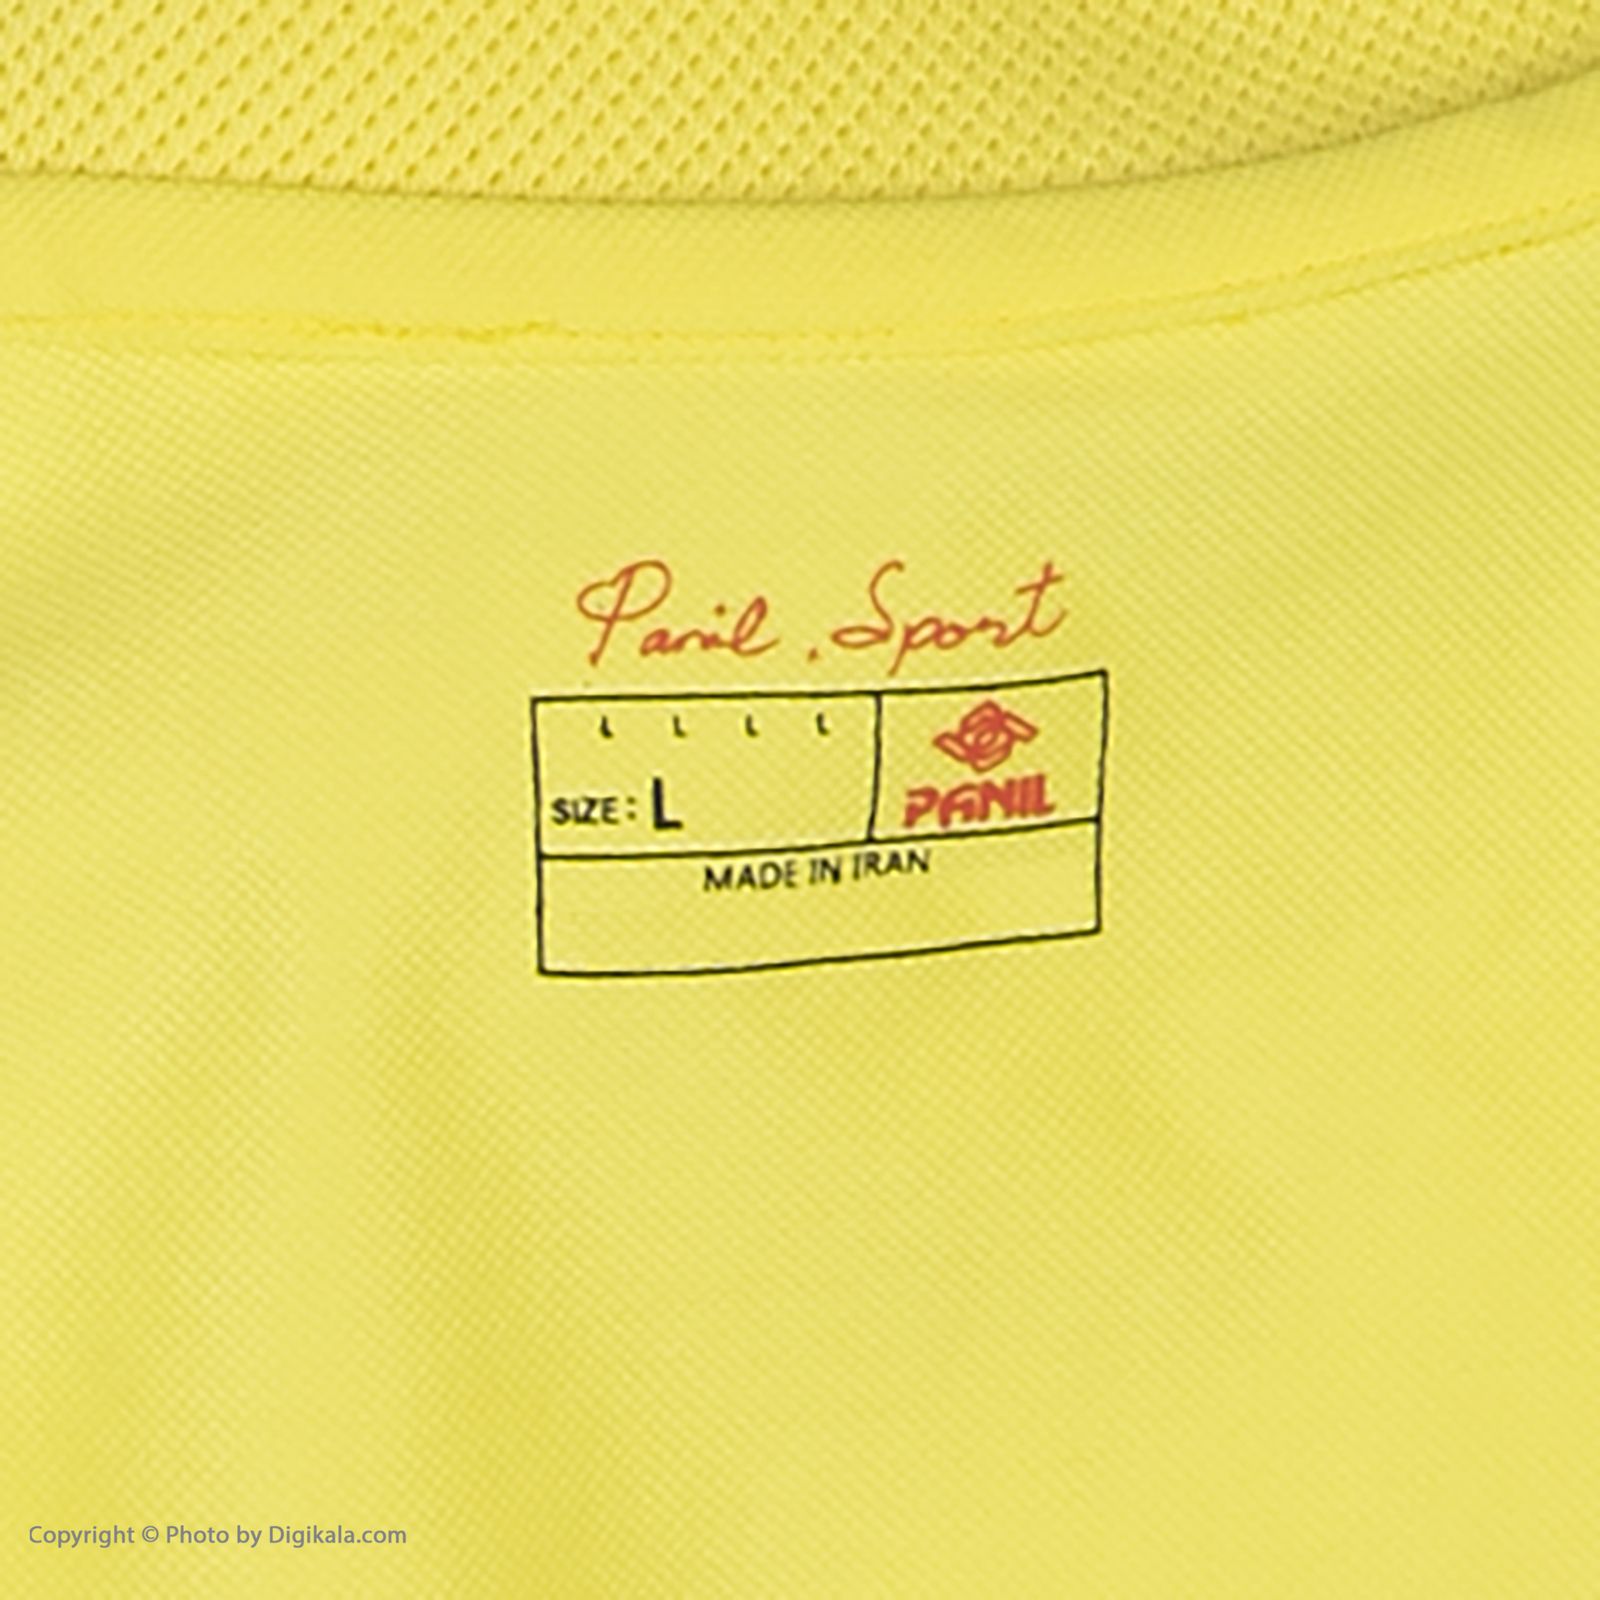 Panil . Sport
L L L L
SIZE: L
PANIL
MADE IN IRAN
Copyright © Photo by Digikala.com